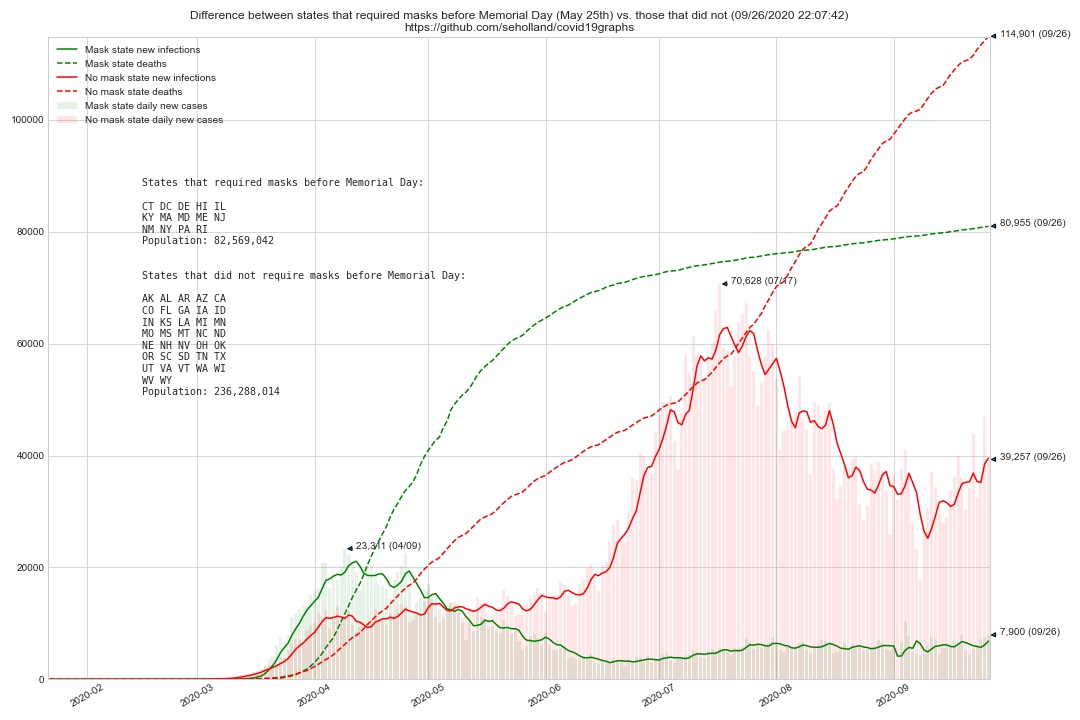 Difference between states that required masks before Memorial Day (May 25th) vs. those that did not (09/26/2020 22:07:42)
https://github.com/seholland/covid19graphs
Mask state new infections
Mask state deaths
No mask state new infections
No mask state deaths
Mask state daily new cases
No mask state daily new cases
States that required masks before Memorial Day:
CT DC DE HI IL
KY MA MD ME NJ
NM NY PA RI
Population: 82,569,042
States that did not require masks before Memorial Day:
AK AL AR AZ CA
CO FL GA IA ID
IN KS LA MI MN
MO MS MT NC ND
NE NH NV OH OK
OR SC SD TN TX
UT VA VT WA WI
WV WY
Population: 236,288,014
114,901 (09/26)
80,955 (09/26)
70,628 (07/17)
39,257 (09/26)
23,311 (04/09)
7,900 (09/26)
100000
80000
60000
40000
20000
0
2020-02
2020-03
2020-04
2020-05
2020-06
2020-07
2020-08
2020-09